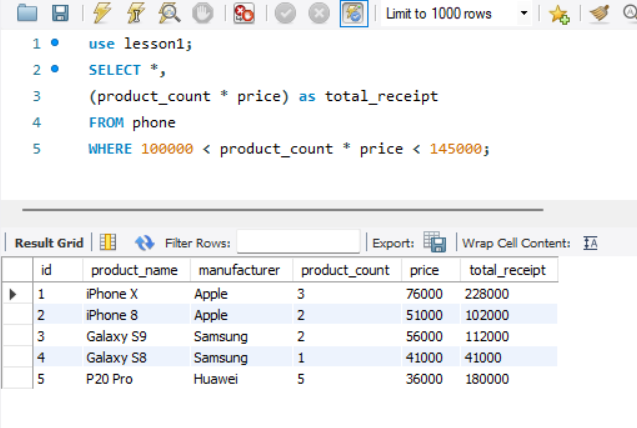 Limit to 1000 rows
1 use lesson1;
2 SELECT *,
3 (product_count * price) as total_receipt
4 FROM phone
5 WHERE 100000 < product_count * price < 145000;
Result Grid Filter Rows: Export: Wrap Cell Content: IA
id product_name manufacturer product_count price total_receipt
1 iPhone X Apple 3 76000 228000
2 iPhone 8 Apple 2 51000 102000
3 Galaxy S9 Samsung 2 56000 112000
4 Galaxy S8 Samsung 1 41000 41000
5 P20 Pro Huawei 5 36000 180000